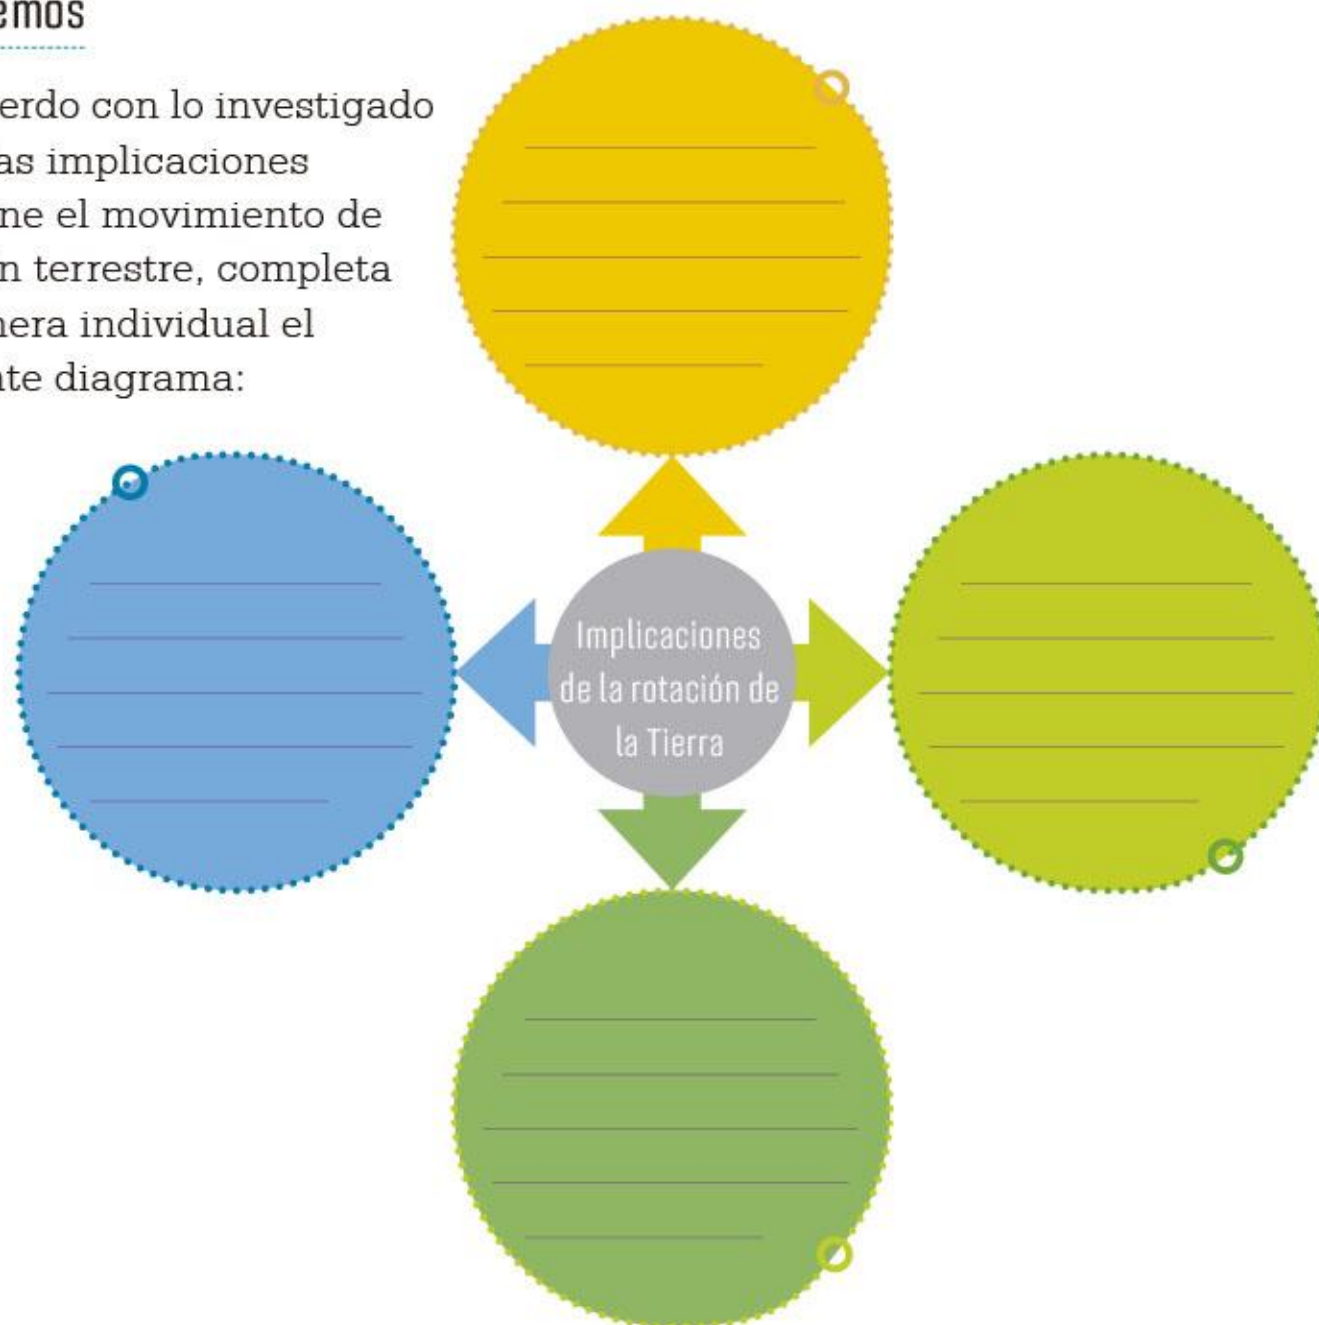 emos
erdo con lo investigado
as implicaciones
ne el movimiento de
n terrestre, completa
nera individual el
nte diagrama:
Implicaciones
de la rotación de
la Tierra